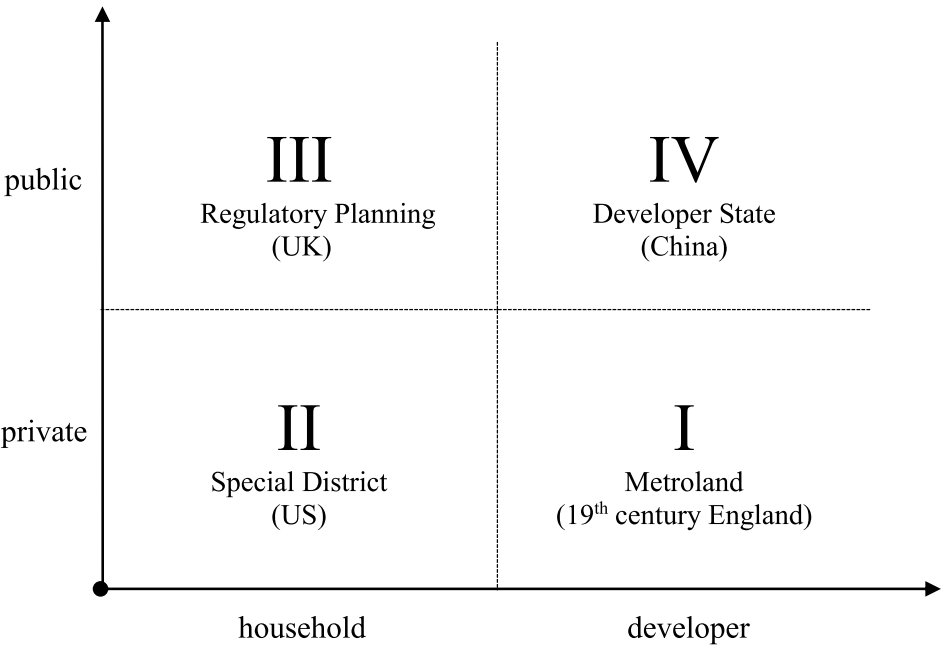 III
Regulatory Planning
(UK)
IV
Developer State
(China)
public
II
Special District
(US)
I
Metroland
(19th century England)
private
household
developer